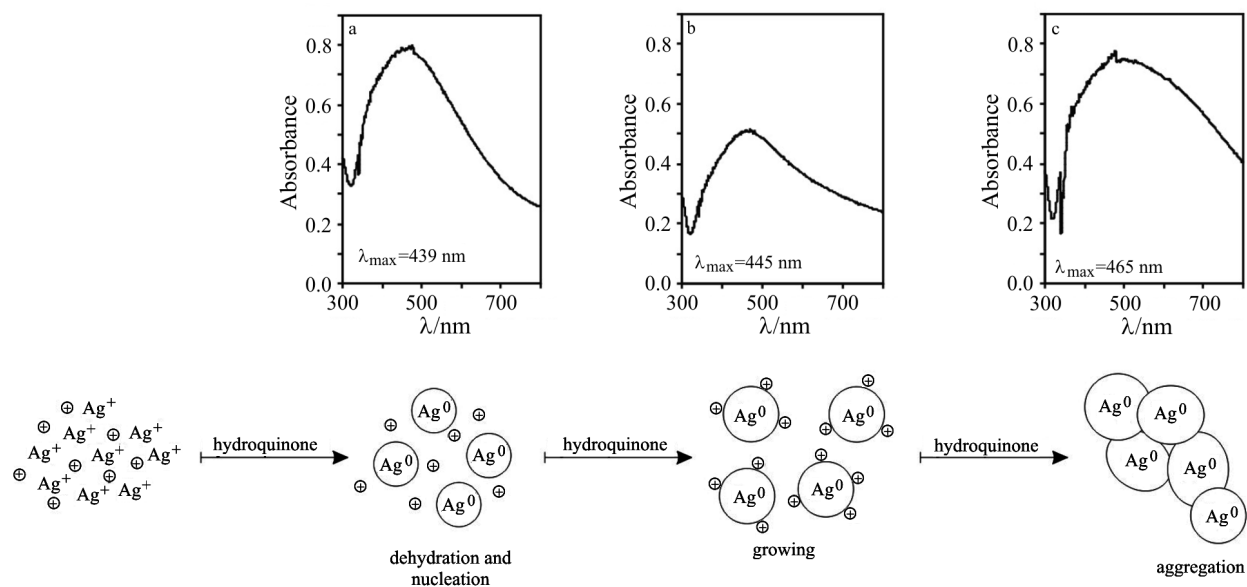 a
0.8
0.6
0.4
0.2
0.0
Absorbance
λmax=439 nm
300 500 700
λ/nm
b
0.8
0.6
0.4
0.2
0.0
Absorbance
λmax=445 nm
300 500 700
λ/nm
c
0.8
0.6
0.4
0.2
0.0
Absorbance
λmax=465 nm
300 500 700
λ/nm
⊕ Ag⁺
⊕ Ag⁺ ⊕ Ag⁺
Ag⁺ Ag⁺ Ag⁺
⊕ ⊕ ⊕
⊕ Ag⁺ Ag⁺ Ag⁺
⊕
hydroquinone
Ag⁰
⊕ ⊕
⊕
Ag⁰ ⊕ Ag⁰
⊕ ⊕ ⊕
Ag⁰
dehydration and
nucleation
hydroquinone
⊕ ⊕
⊕ Ag⁰ ⊕ Ag⁰
⊕ ⊕
⊕ ⊕
⊕ Ag⁰ Ag⁰ ⊕
⊕ ⊕
⊕
growing
hydroquinone
Ag⁰ Ag⁰
Ag⁰ Ag⁰
Ag⁰
aggregation